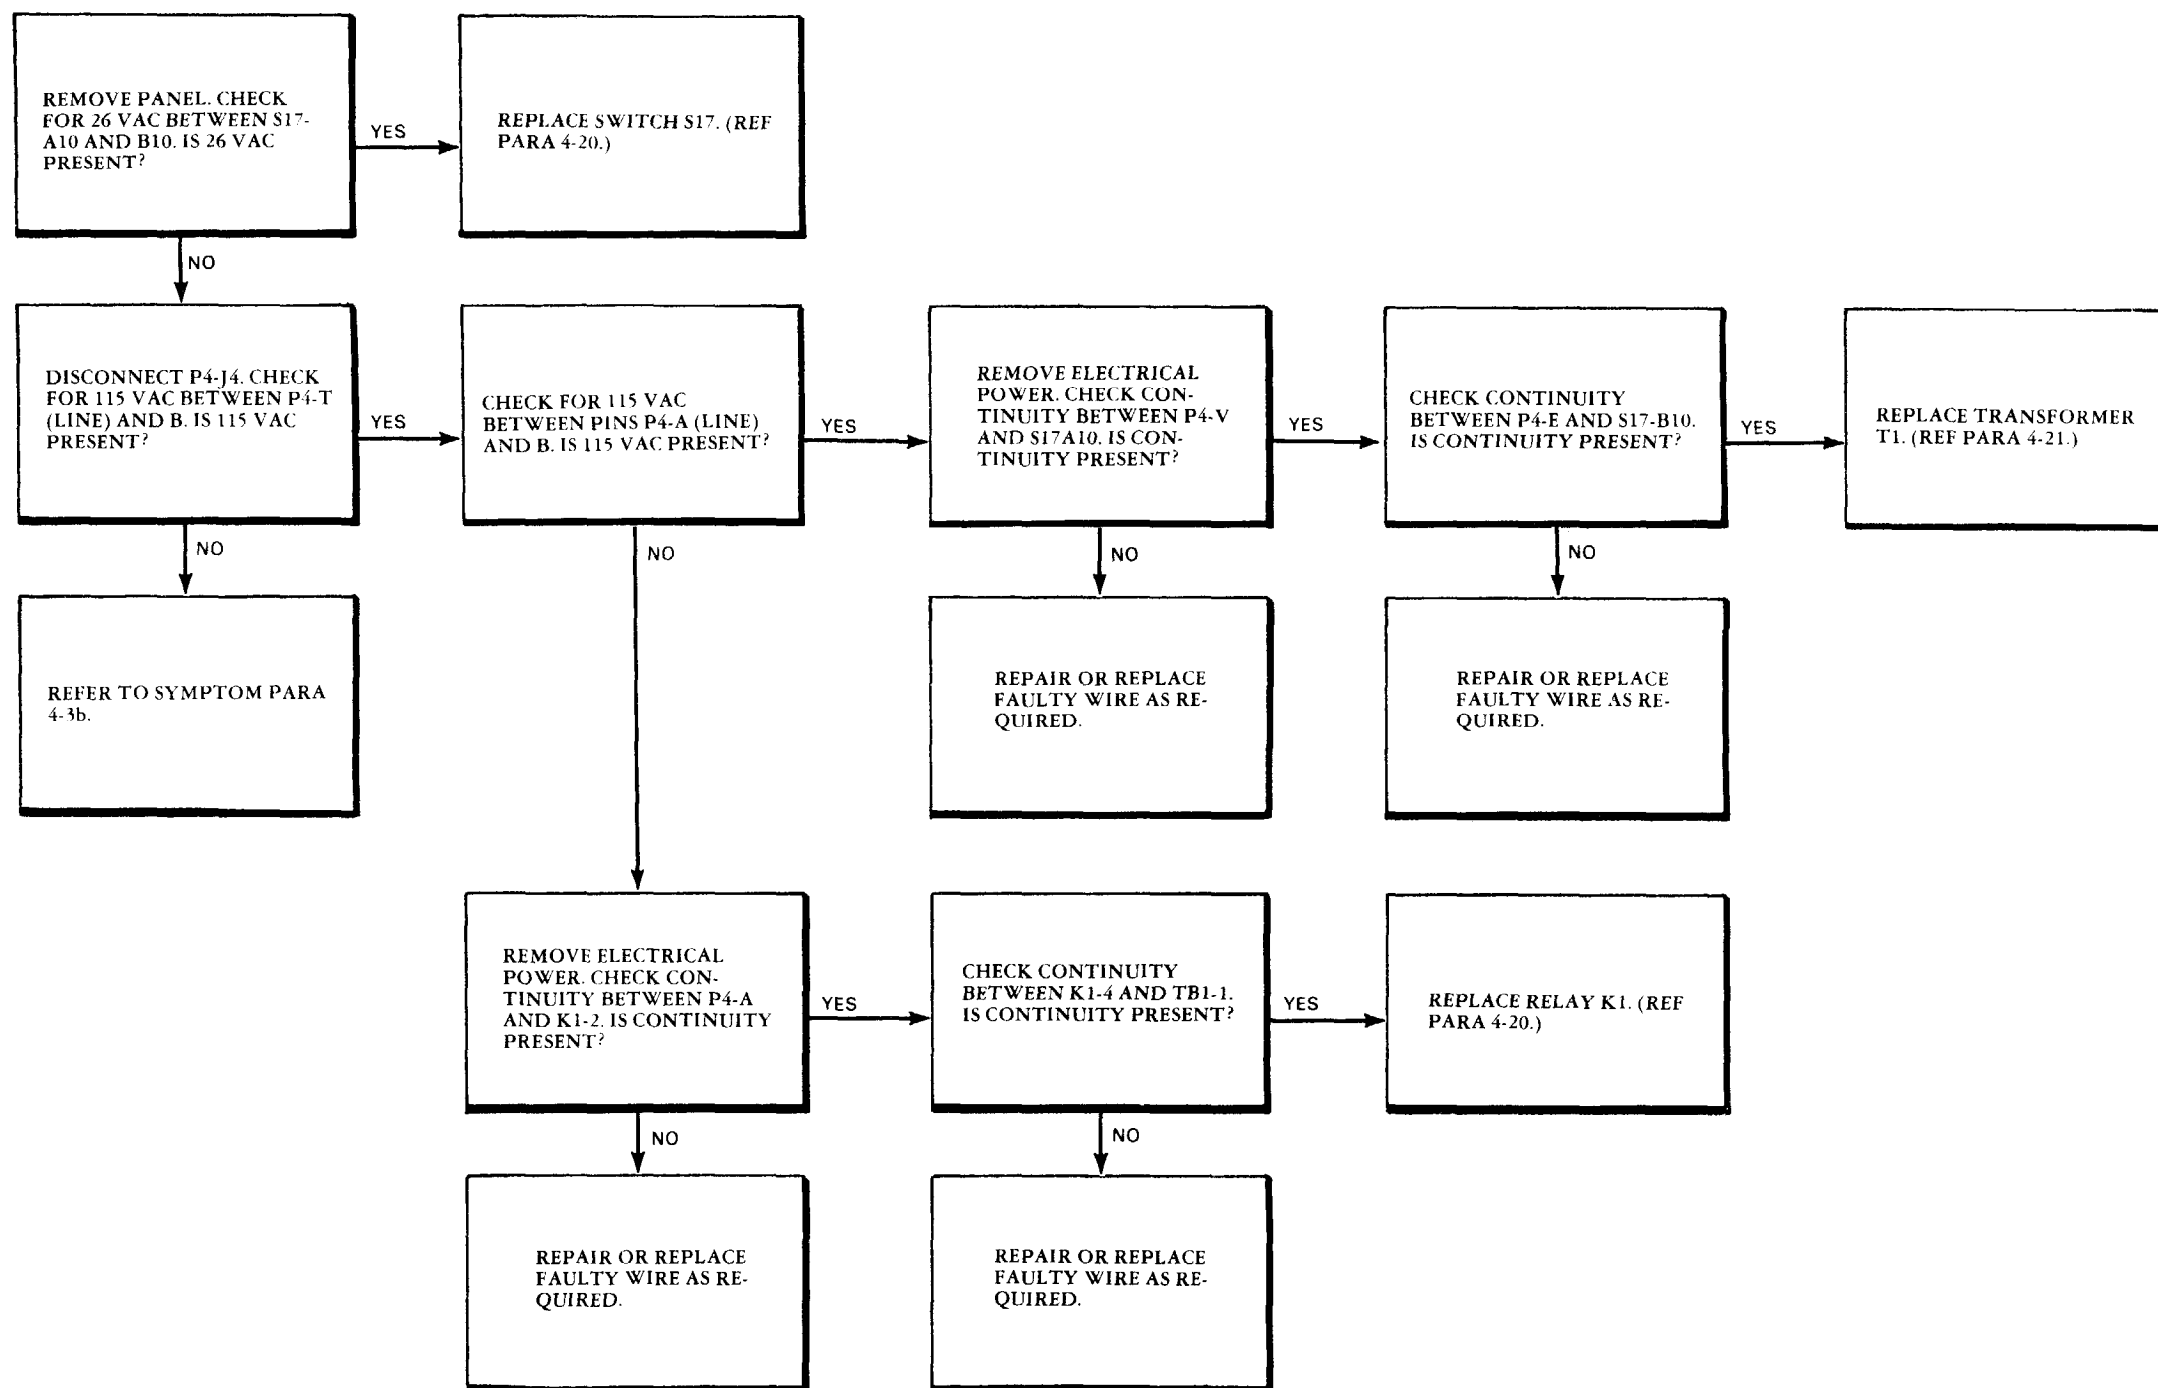 REMOVE PANEL. CHECK
FOR 26 VAC BETWEEN S17-
A10 AND B10. IS 26 VAC
PRESENT?
YES
REPLACE SWITCH S17. (REF
PARA 4-20.)
NO
DISCONNECT P4-J4. CHECK
FOR 115 VAC BETWEEN P4-T
(LINE) AND B. IS 115 VAC
PRESENT?
YES
CHECK FOR 115 VAC
BETWEEN PINS P4-A (LINE)
AND B. IS 115 VAC PRESENT?
YES
REMOVE ELECTRICAL
POWER. CHECK CON-
TINUITY BETWEEN P4-V
AND S17A10. IS CON-
TINUITY PRESENT?
YES
CHECK CONTINUITY
BETWEEN P4-E AND S17-B10.
IS CONTINUITY PRESENT?
YES
REPLACE TRANSFORMER
T1. (REF PARA 4-21.)
NO
NO
NO
NO
REFER TO SYMPTOM PARA
4-3b.
REPAIR OR REPLACE
FAULTY WIRE AS RE-
QUIRED.
REPAIR OR REPLACE
FAULTY WIRE AS RE-
QUIRED.
REMOVE ELECTRICAL
POWER. CHECK CON-
TINUITY BETWEEN P4-A
AND K1-2. IS CONTINUITY
PRESENT?
YES
CHECK CONTINUITY
BETWEEN K1-4 AND TB1-1.
IS CONTINUITY PRESENT?
YES
REPLACE RELAY K1. (REF
PARA 4-20.)
NO
NO
REPAIR OR REPLACE
FAULTY WIRE AS RE-
QUIRED.
REPAIR OR REPLACE
FAULTY WIRE AS RE-
QUIRED.